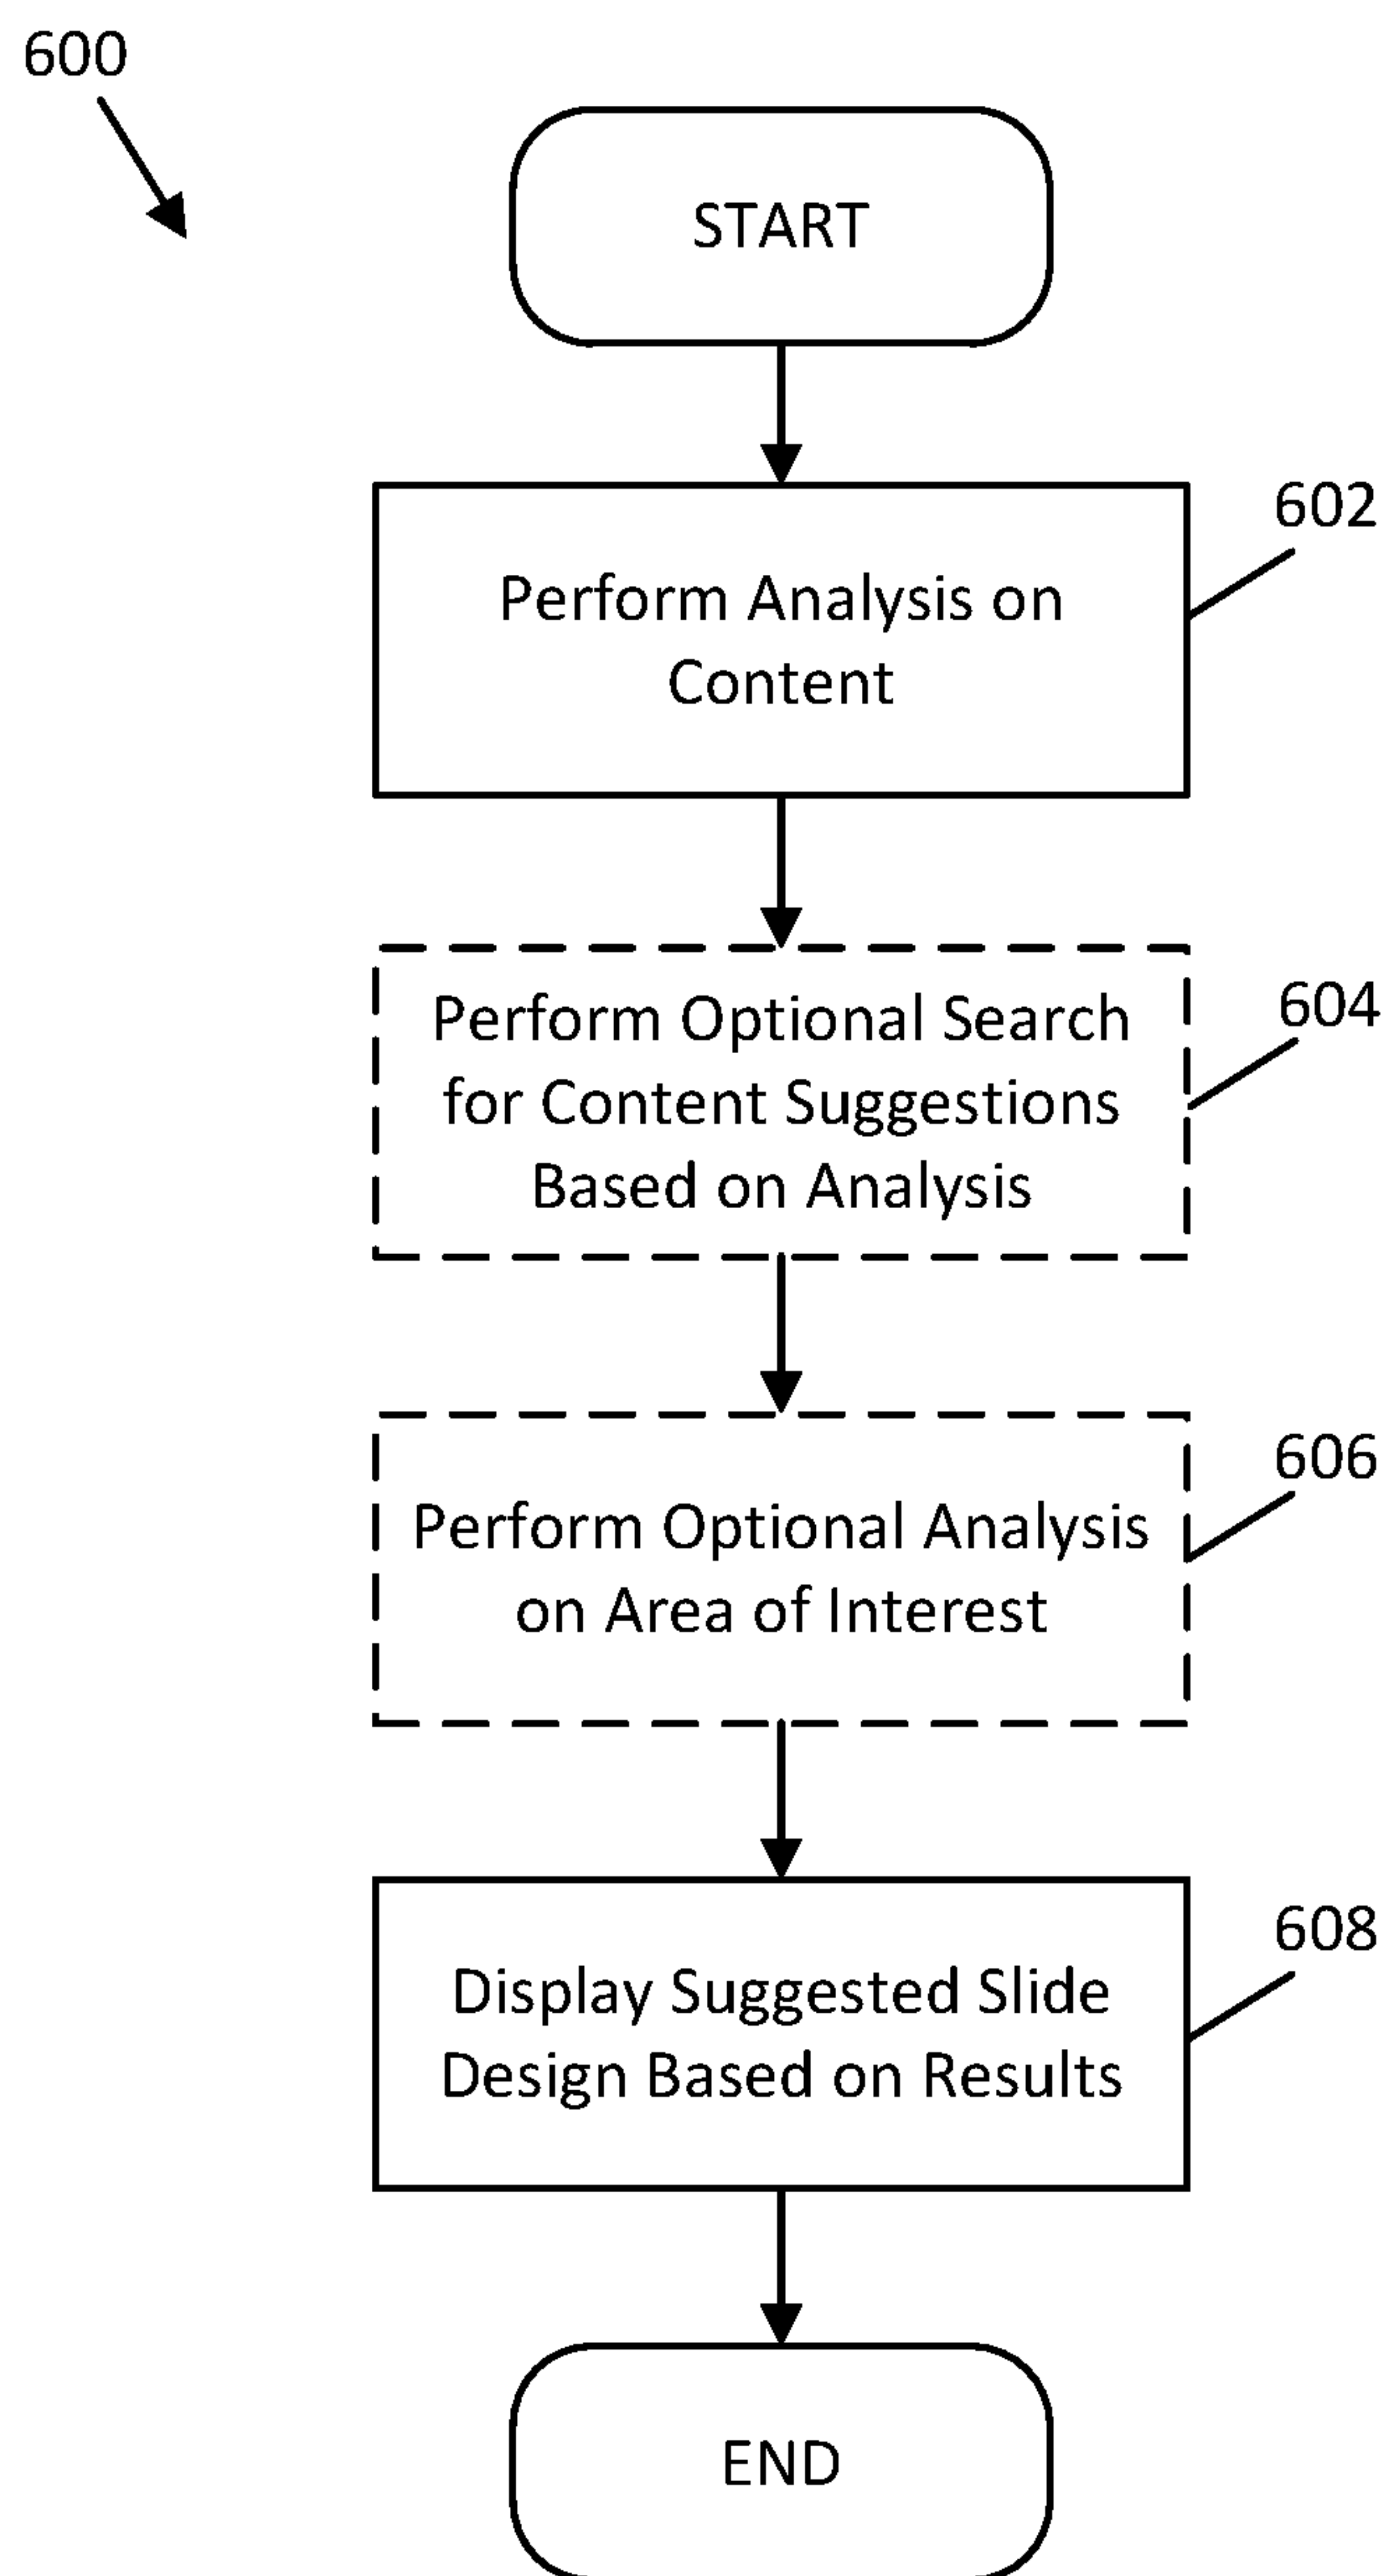 600
START
602
Perform Analysis on
Content
604
Perform Optional Search
for Content Suggestions
Based on Analysis
606
Perform Optional Analysis
on Area of Interest
608
Display Suggested Slide
Design Based on Results
END